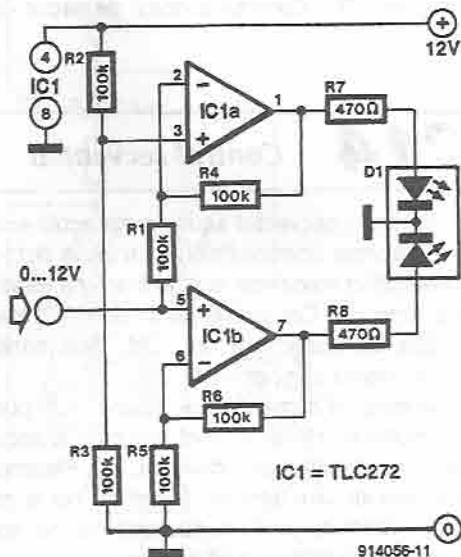 4
IC1
8
R2
100k
+
12V
2
−
IC1a
3
+
1
R7
470Ω
R4
100k
D1
R1
100k
0...12V
5
+
IC1b
6
−
7
R8
470Ω
R6
100k
R3
100k
R5
100k
IC1 = TLC272
0
914056-11